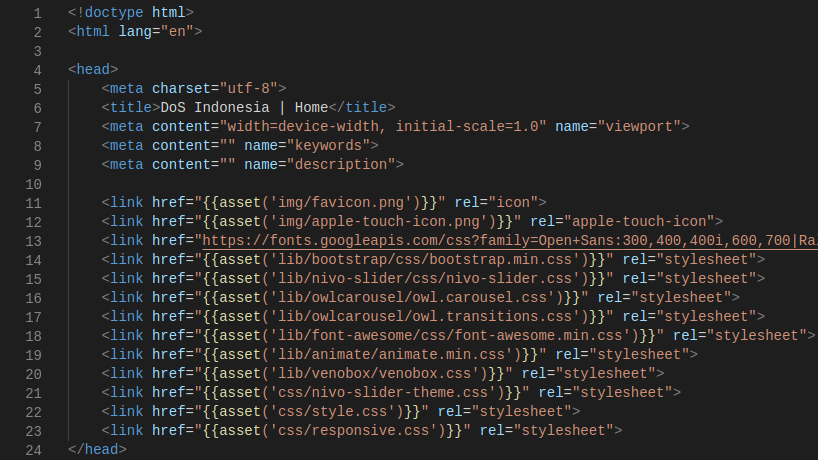 1 <!doctype html>
2 <html lang="en">
3
4 <head>
5 <meta charset="utf-8">
6 <title>DoS Indonesia | Home</title>
7 <meta content="width=device-width, initial-scale=1.0" name="viewport">
8 <meta content="" name="keywords">
9 <meta content="" name="description">
10
11 <link href="{{asset('img/favicon.png')}}" rel="icon">
12 <link href="{{asset('img/apple-touch-icon.png')}}" rel="apple-touch-icon">
13 <link href="https://fonts.googleapis.com/css?family=Open+Sans:300,400,400i,600,700|Ral
14 <link href="{{asset('lib/bootstrap/css/bootstrap.min.css')}}" rel="stylesheet">
15 <link href="{{asset('lib/nivo-slider/css/nivo-slider.css')}}" rel="stylesheet">
16 <link href="{{asset('lib/owlcarousel/owl.carousel.css')}}" rel="stylesheet">
17 <link href="{{asset('lib/owlcarousel/owl.transitions.css')}}" rel="stylesheet">
18 <link href="{{asset('lib/font-awesome/css/font-awesome.min.css')}}" rel="stylesheet">
19 <link href="{{asset('lib/animate/animate.min.css')}}" rel="stylesheet">
20 <link href="{{asset('lib/venobox/venobox.css')}}" rel="stylesheet">
21 <link href="{{asset('css/nivo-slider-theme.css')}}" rel="stylesheet">
22 <link href="{{asset('css/style.css')}}" rel="stylesheet">
23 <link href="{{asset('css/responsive.css')}}" rel="stylesheet">
24 </head>